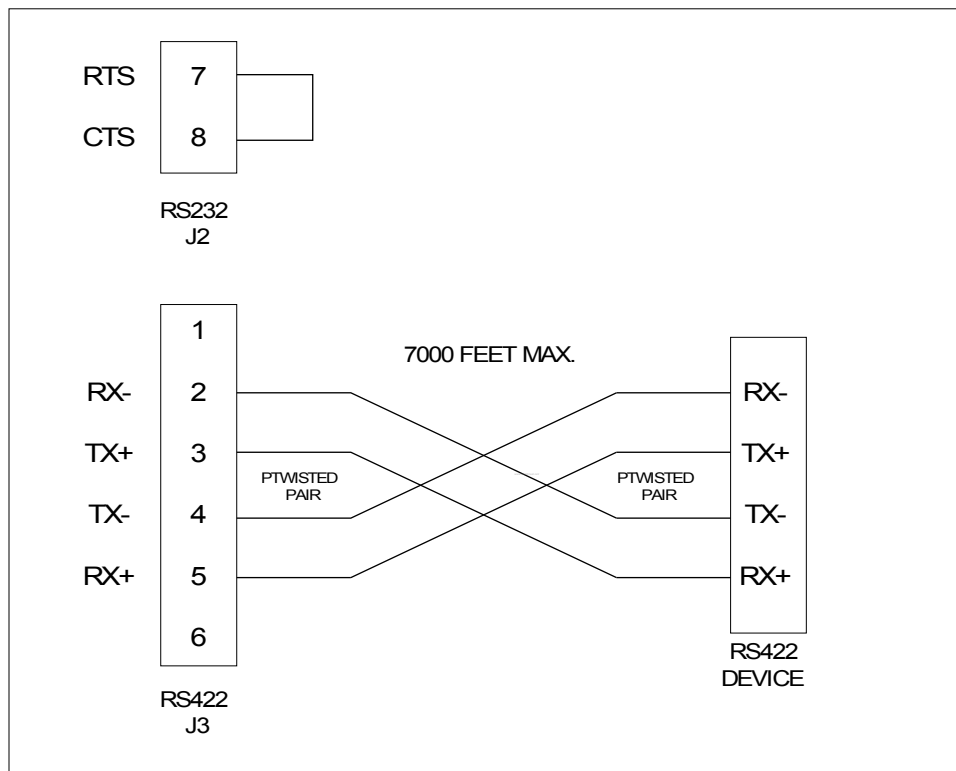 RTS 7
CTS 8
RS232
J2
1
7000 FEET MAX.
RX- 2 RX-
TX+ 3 TX+
PTWISTED PAIR
PTWISTED PAIR
TX- 4 TX-
RX+ 5 RX+
6
RS422
DEVICE
RS422
J3